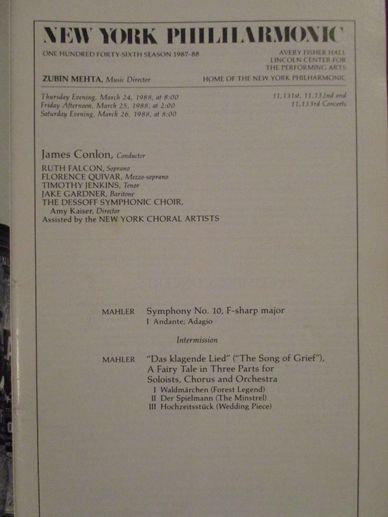 NEW YORK PHILHARMONIC
ONE HUNDRED FORTY-SIXTH SEASON 1987-88
AVERY FISHER HALL
LINCOLN CENTER FOR
THE PERFORMING ARTS
ZUBIN MEHTA, Music Director
HOME OF THE NEW YORK PHILHARMONIC
Thursday Evening, March 24, 1988, at 8:00
Friday Afternoon, March 25, 1988, at 2:00
Saturday Evening, March 26, 1988, at 8:00
11,131st, 11,132nd and
11,133rd Concerts
James Conlon, Conductor
RUTH FALCON, Soprano
FLORENCE QUIVAR, Mezzo-soprano
TIMOTHY JENKINS, Tenor
JAKE GARDNER, Baritone
THE DESSOFF SYMPHONIC CHOIR,
Amy Kaiser, Director
Assisted by the NEW YORK CHORAL ARTISTS
MAHLER Symphony No. 10, F-sharp major
I Andante; Adagio
Intermission
MAHLER "Das klagende Lied" ("The Song of Grief"),
A Fairy Tale in Three Parts for
Soloists, Chorus and Orchestra
I Waldmärchen (Forest Legend)
II Der Spielmann (The Minstrel)
III Hochzeitsstück (Wedding Piece)